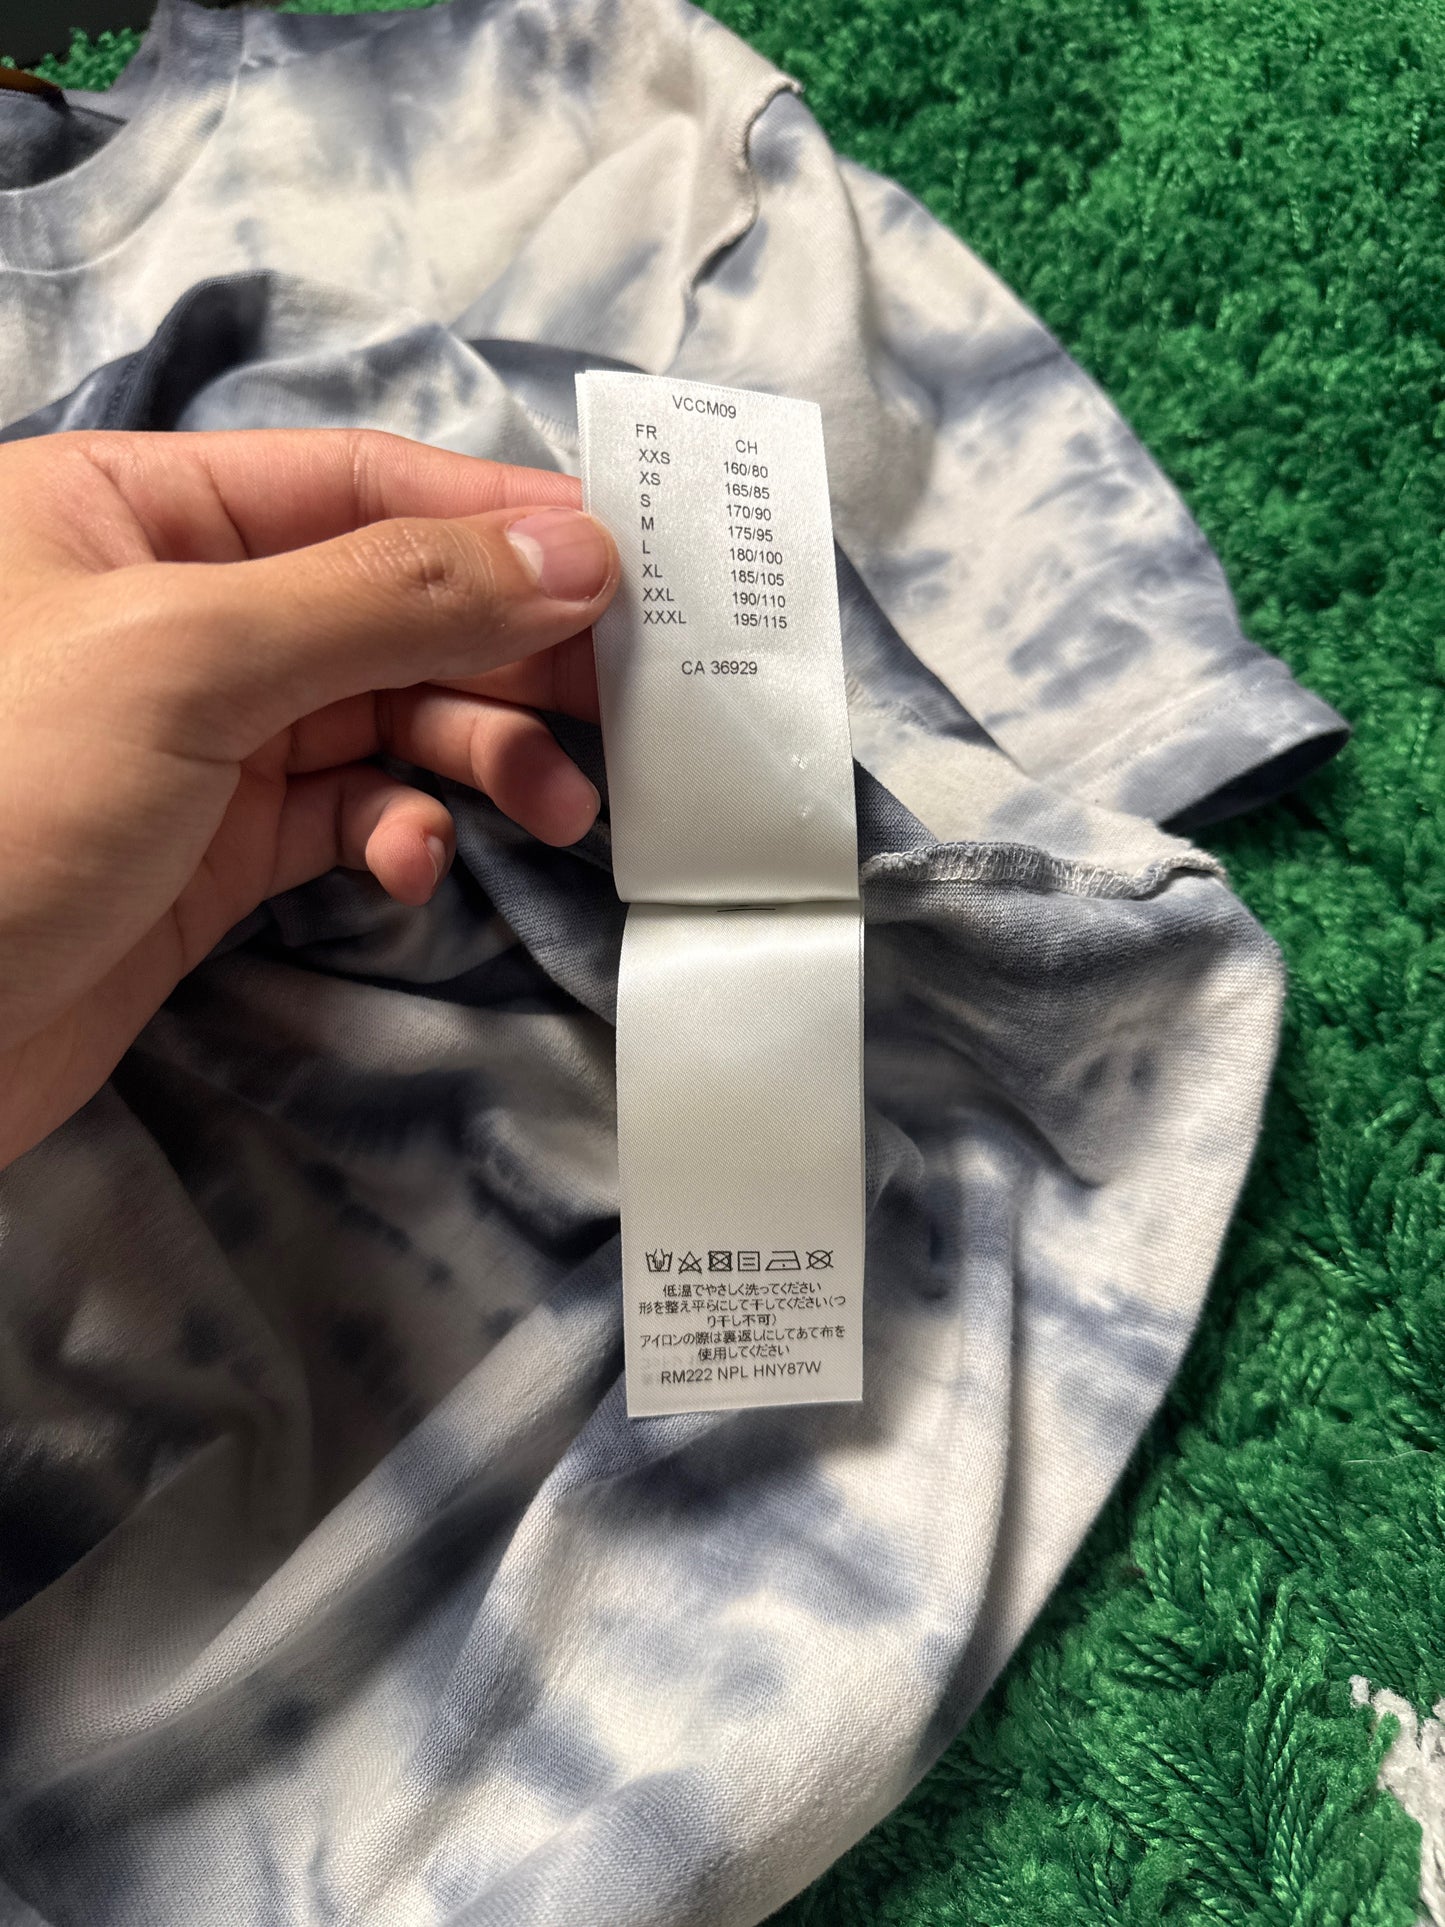 VCCM09
FR CH
XXS 160/80
XS 165/85
S 170/90
M 175/95
L 180/100
XL 185/105
XXL 190/110
XXXL 195/115
CA 36929
低温でやさしく洗ってください
形を整え平らにして干してください(つ
り干し不可)
アイロンの際は裏返しにしてあて布を
使用してください
RM222 NPL HNY87W